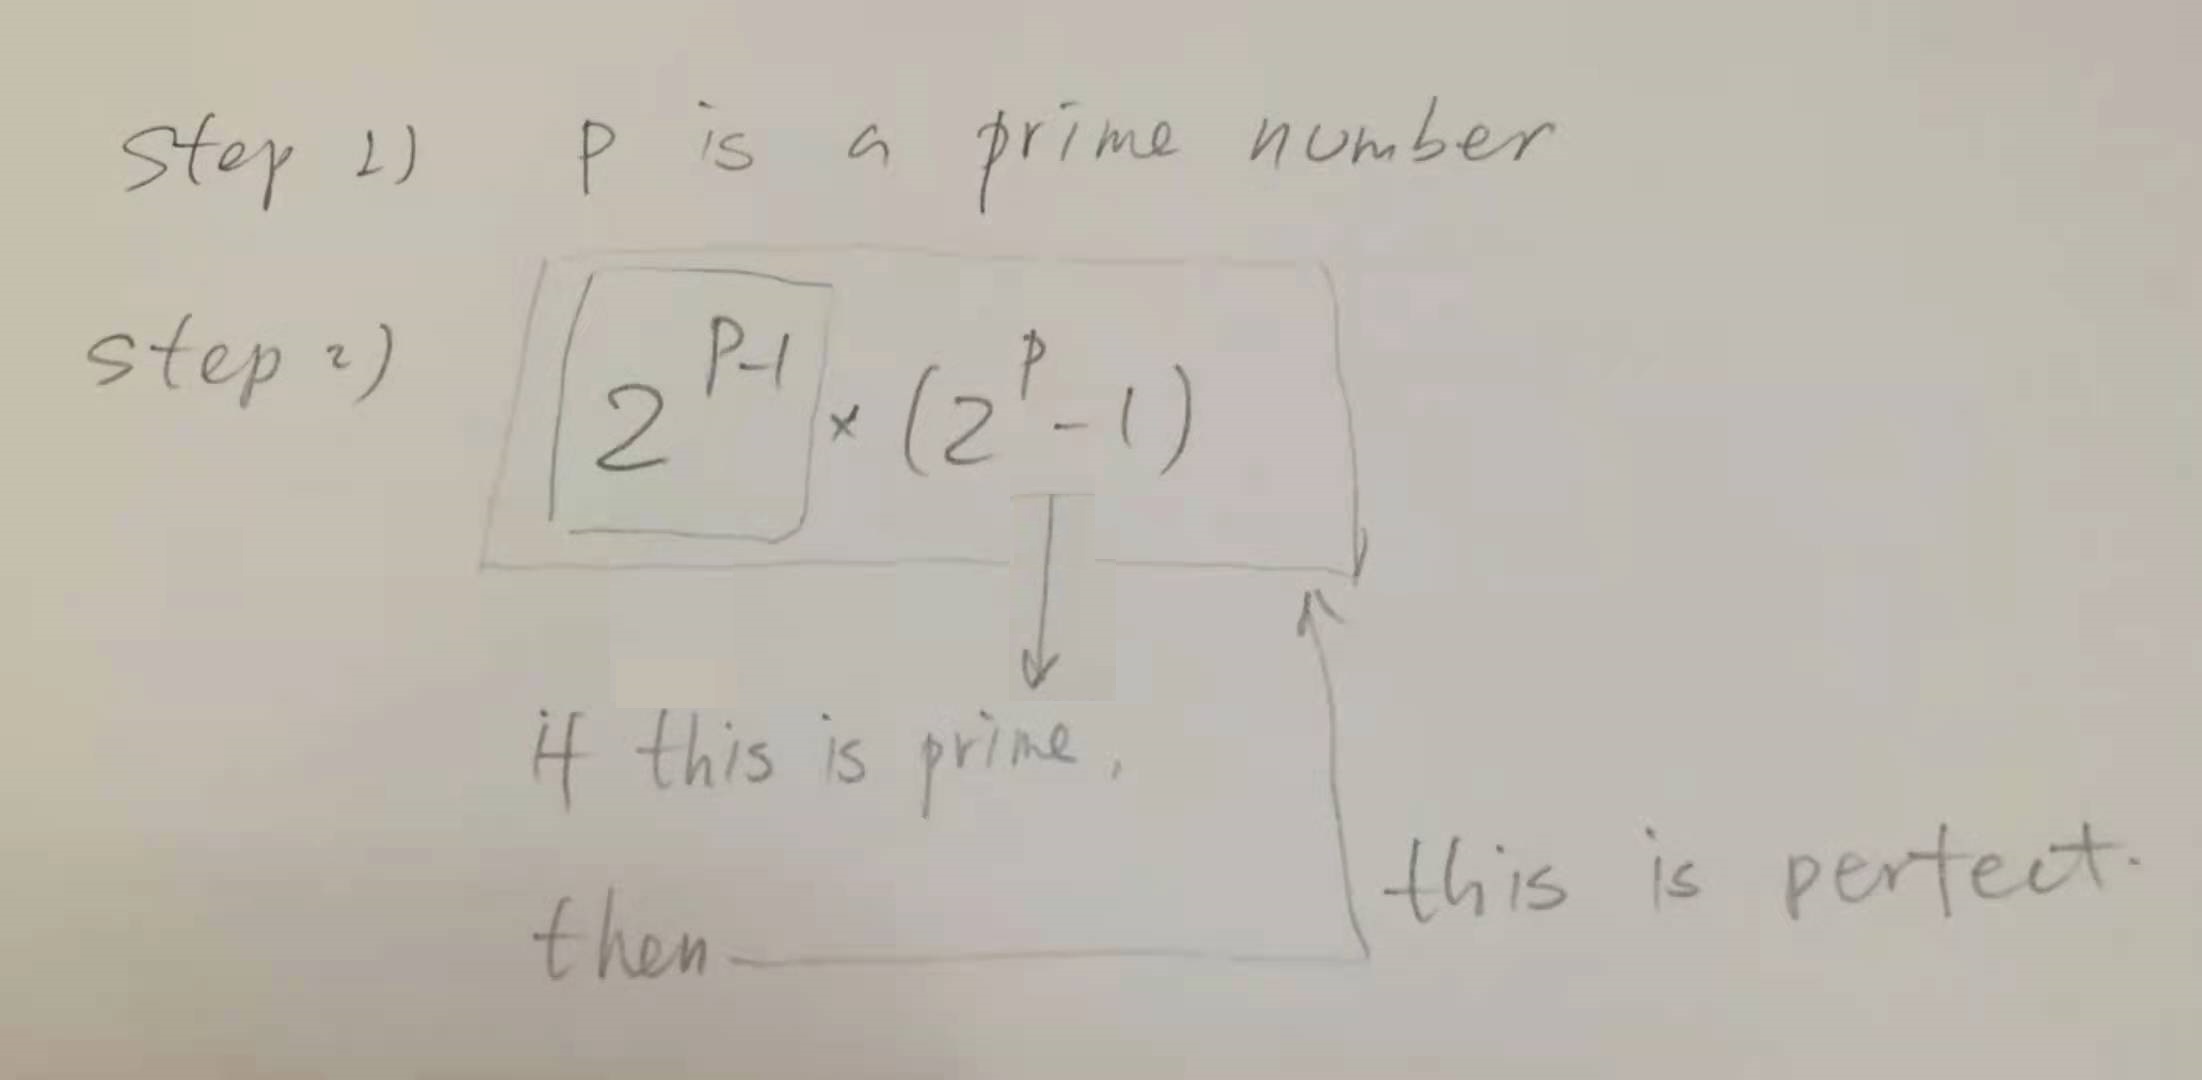 step 1) p is a prime number
step 2) 2^{p-1} × (2^p - 1)
if this is prime,
then
this is perfect.